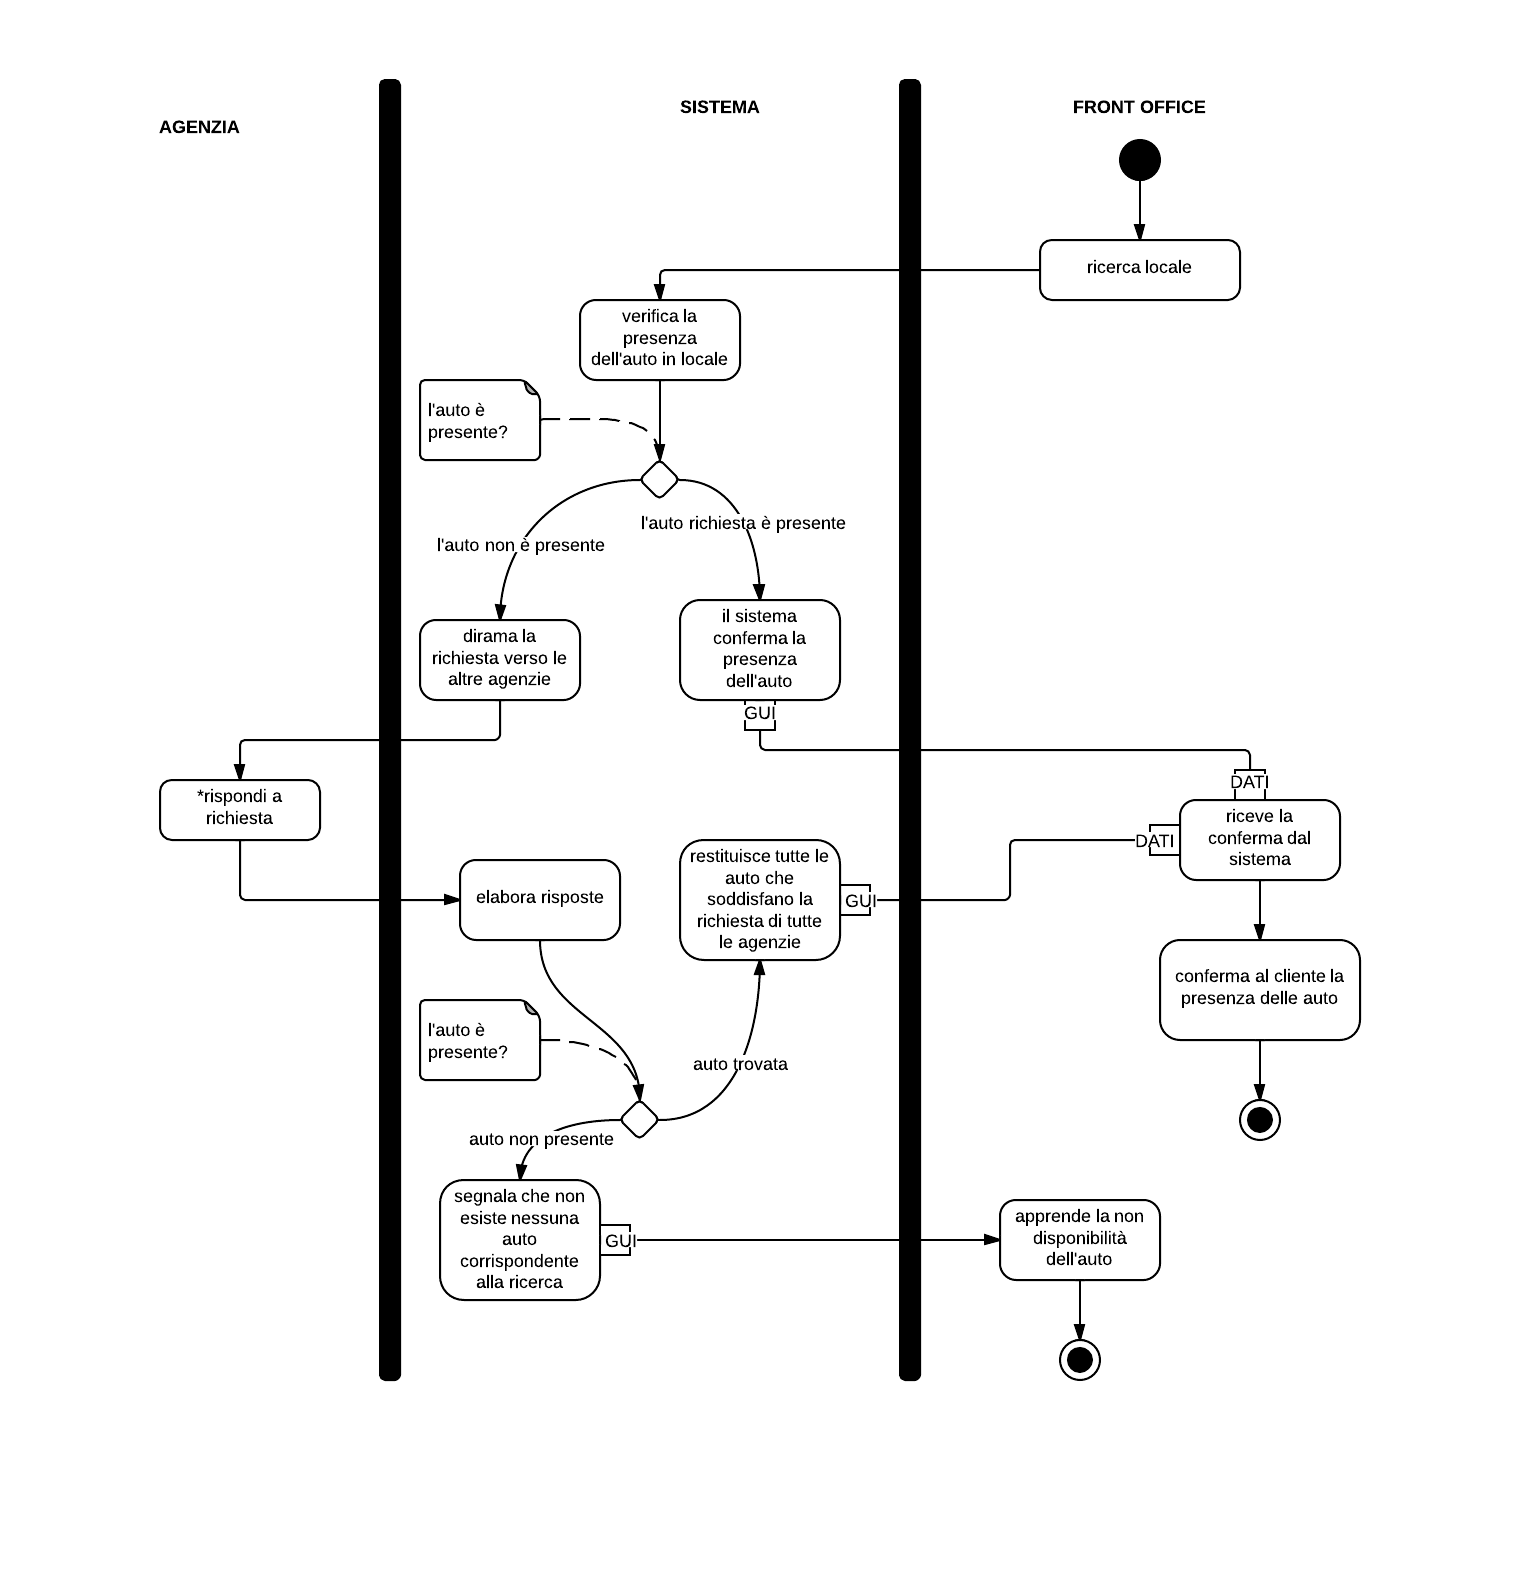 AGENZIA
SISTEMA
FRONT OFFICE
ricerca locale
verifica la
presenza
dell'auto in locale
l'auto è
presente?
l'auto richiesta è presente
l'auto non è presente
dirama la
richiesta verso le
altre agenzie
il sistema
conferma la
presenza
dell'auto
GUI
*rispondi a
richiesta
DATI
riceve la
conferma dal
sistema
DATI
elabora risposte
restituisce tutte le
auto che
soddisfano la
richiesta di tutte
le agenzie
GUI
conferma al cliente la
presenza delle auto
l'auto è
presente?
auto trovata
auto non presente
segnala che non
esiste nessuna
auto
corrispondente
alla ricerca
GUI
apprende la non
disponibilità
dell'auto